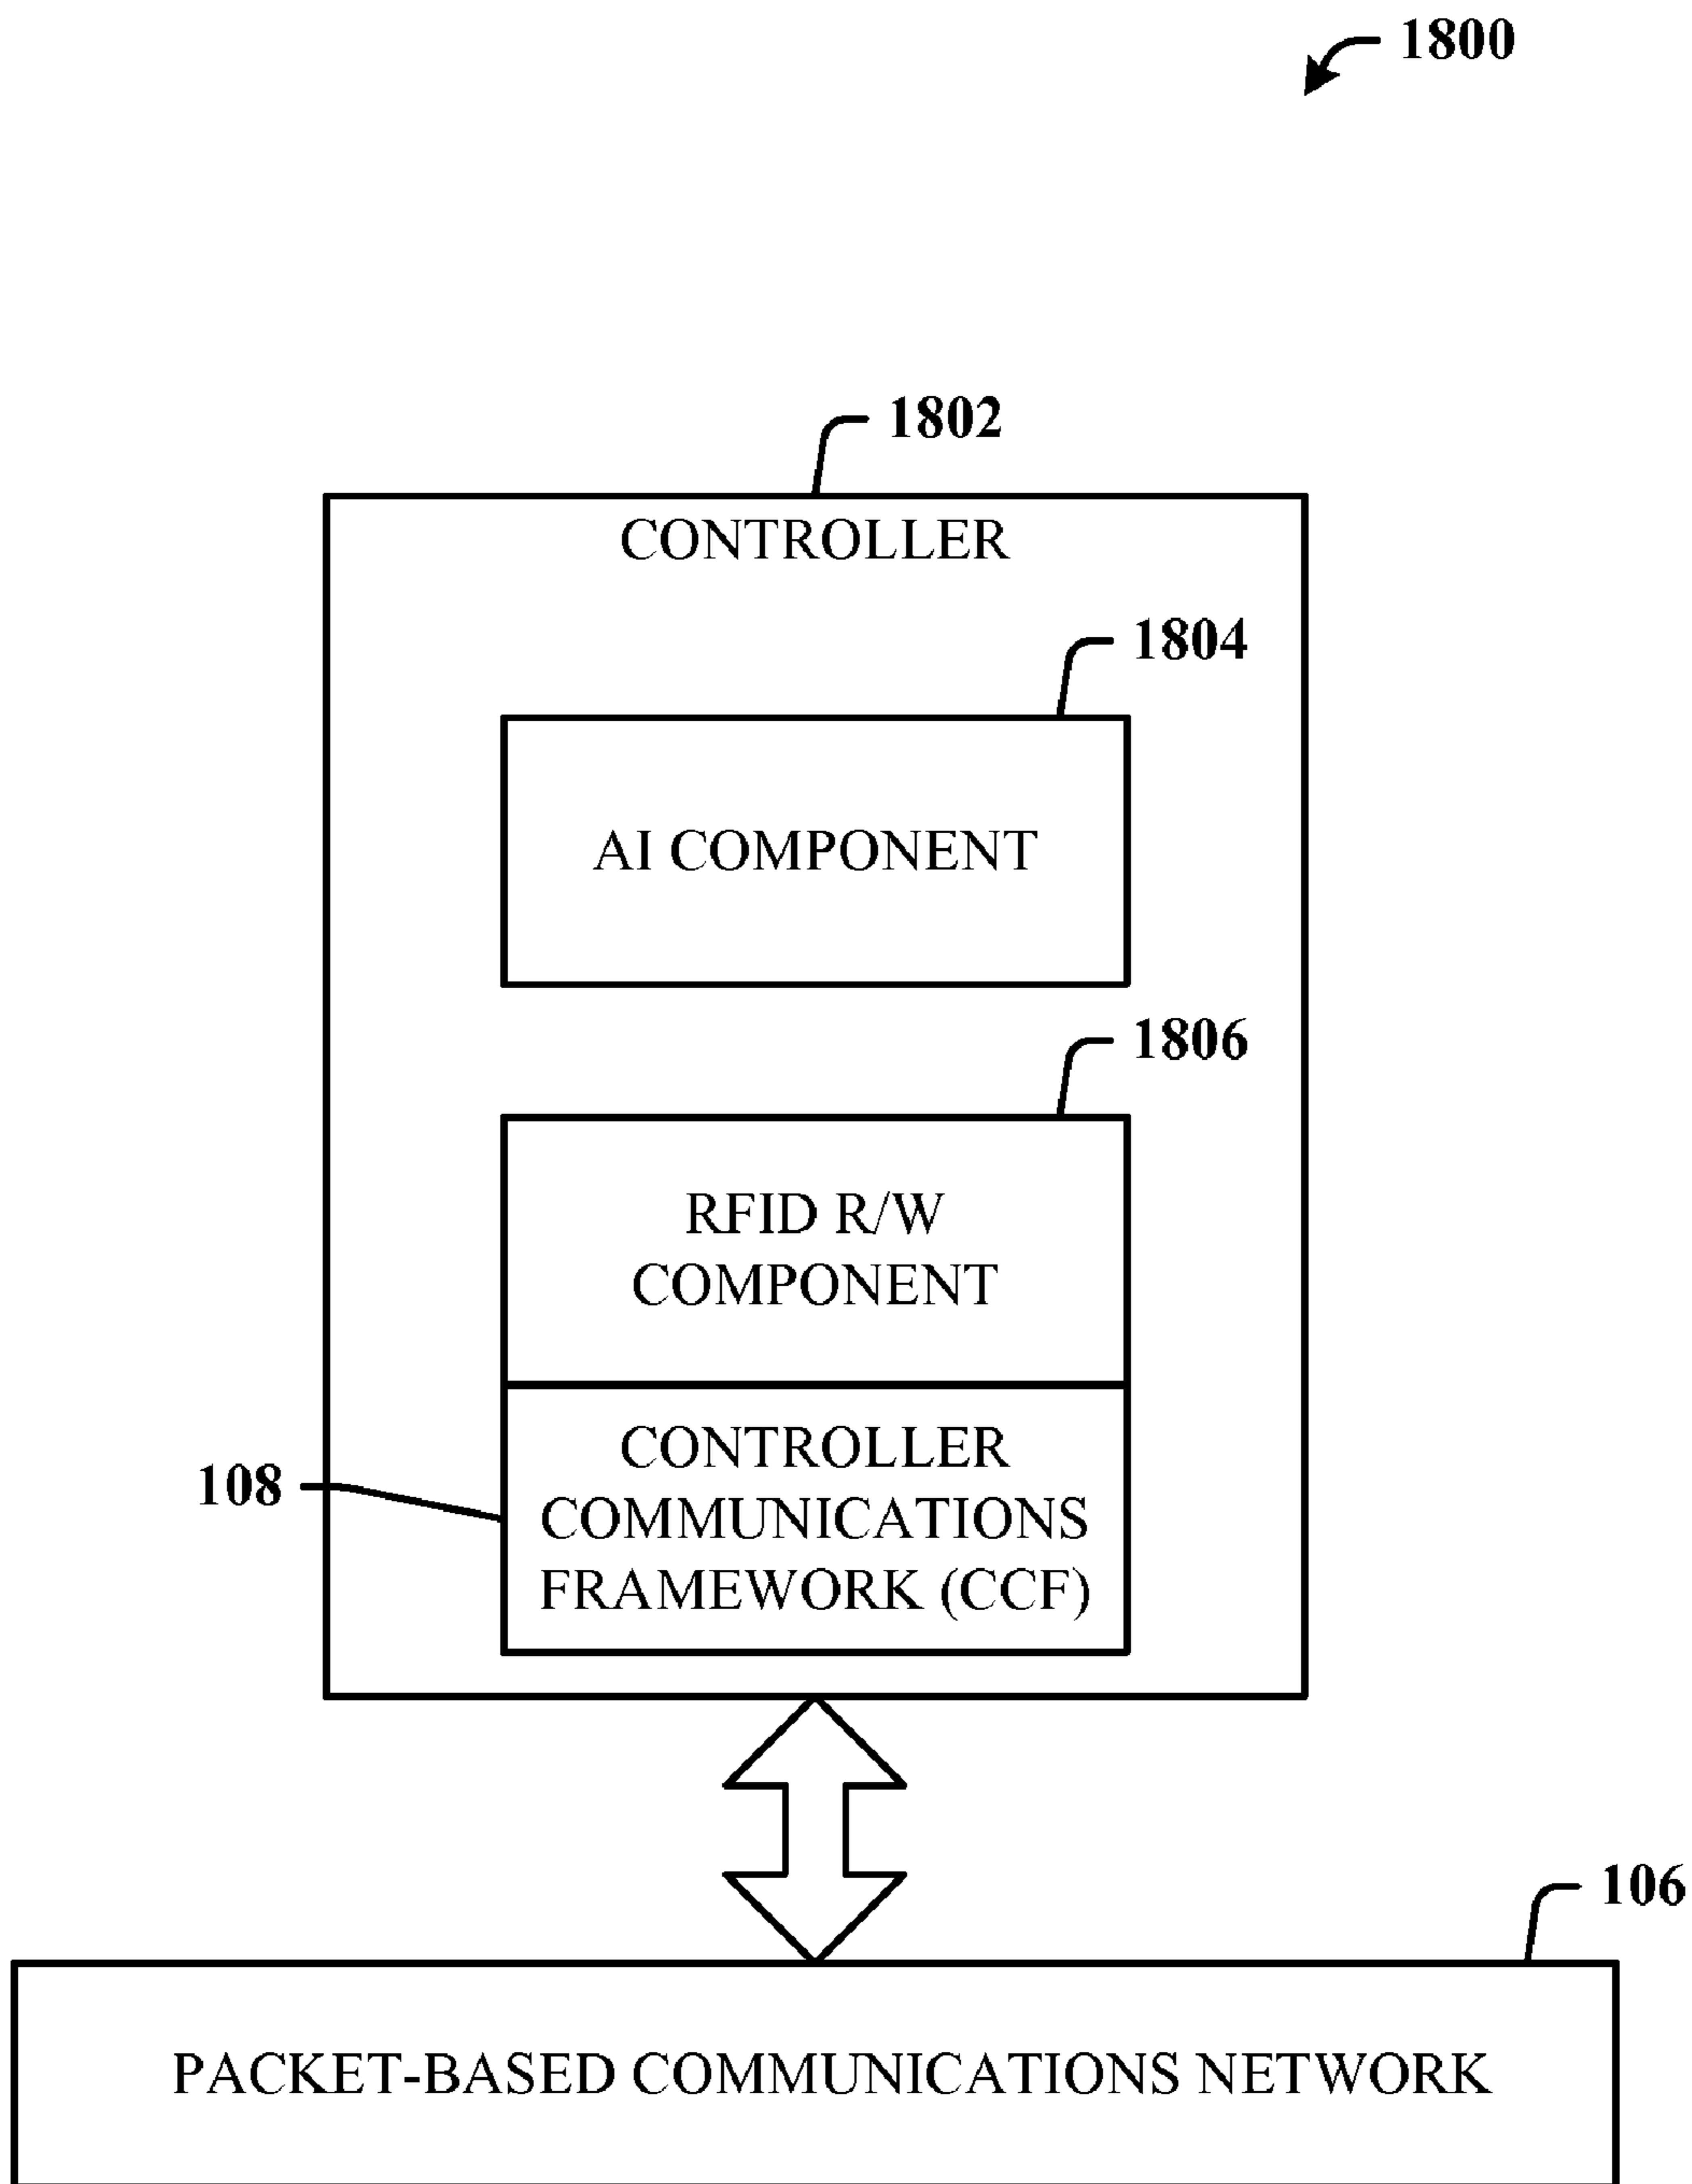 1800
1802
CONTROLLER
1804
AI COMPONENT
1806
RFID R/W
COMPONENT
CONTROLLER
108
COMMUNICATIONS
FRAMEWORK (CCF)
106
PACKET-BASED COMMUNICATIONS NETWORK